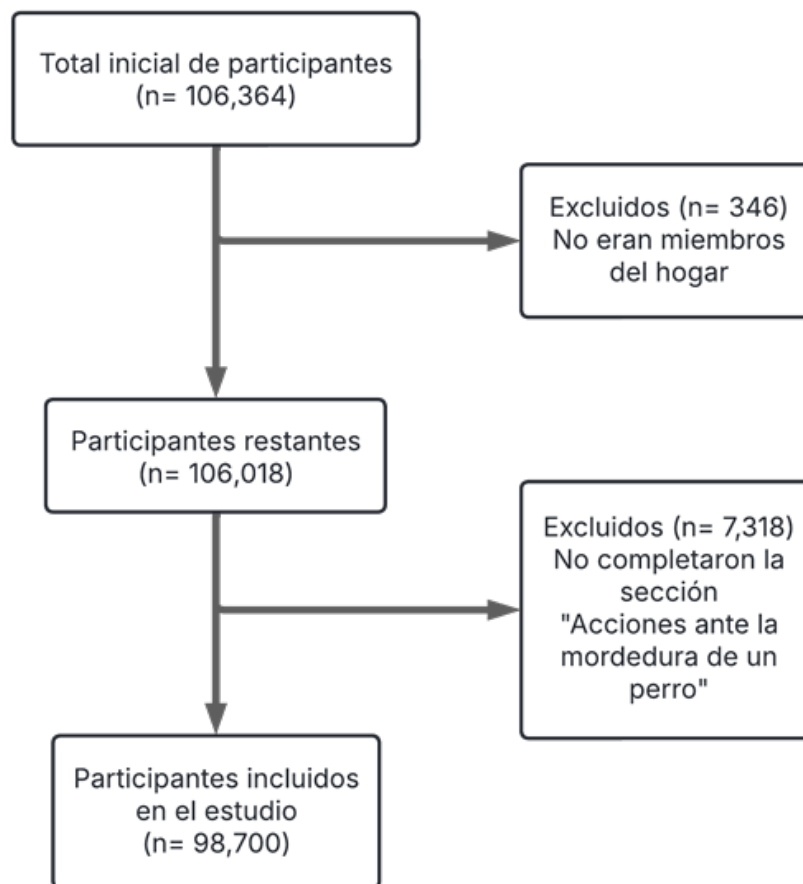 Total inicial de participantes
(n= 106,364)
Excluidos (n= 346)
No eran miembros
del hogar
Participantes restantes
(n= 106,018)
Excluidos (n= 7,318)
No completaron la
sección
"Acciones ante la
mordedura de un
perro"
Participantes incluidos
en el estudio
(n= 98,700)